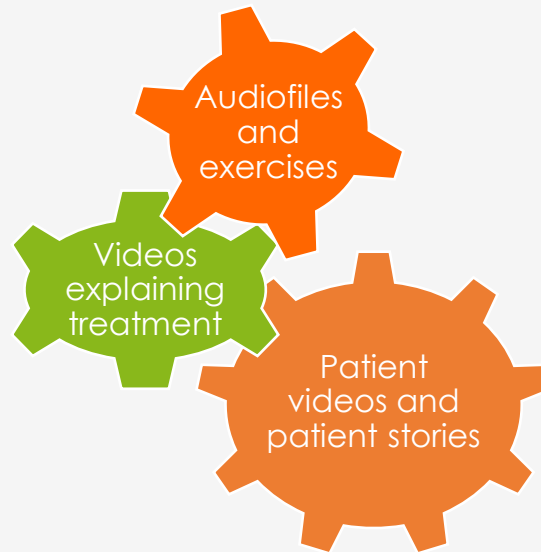 Audiofiles
and
exercises
Videos
explaining
treatment
Patient
videos and
patient stories